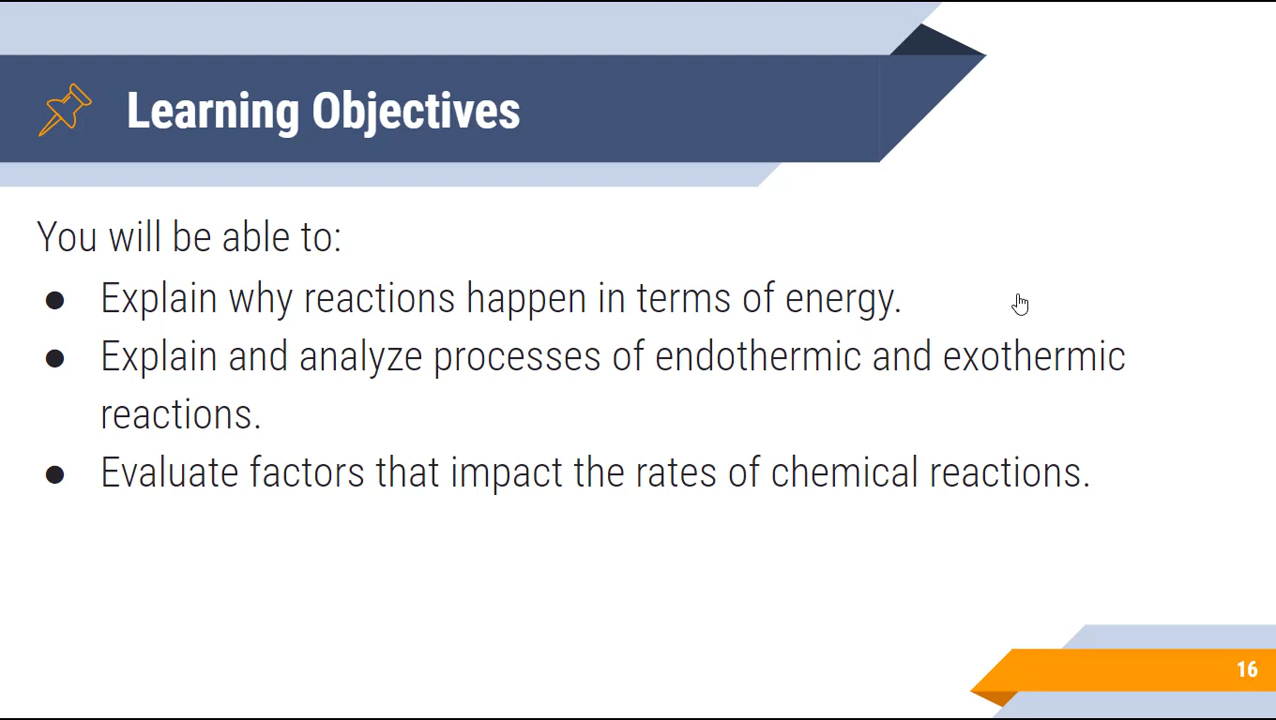 Learning Objectives
You will be able to:
● Explain why reactions happen in terms of energy.
● Explain and analyze processes of endothermic and exothermic
reactions.
● Evaluate factors that impact the rates of chemical reactions.
16